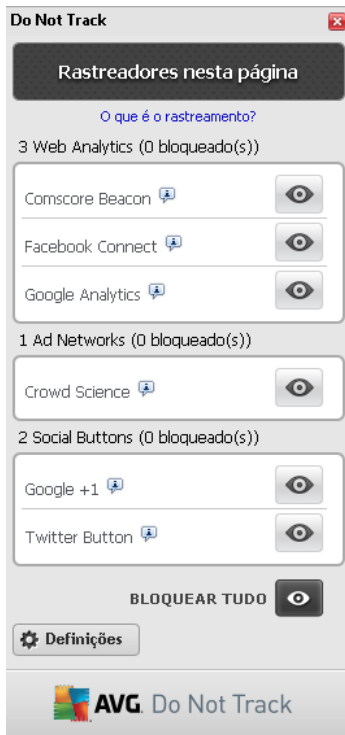 Do Not Track
Rastreadores nesta página
O que é o rastreamento?
3 Web Analytics (0 bloqueado(s))
Comscore Beacon
Facebook Connect
Google Analytics
1 Ad Networks (0 bloqueado(s))
Crowd Science
2 Social Buttons (0 bloqueado(s))
Google +1
Twitter Button
BLOQUEAR TUDO
Definições
AVG. Do Not Track